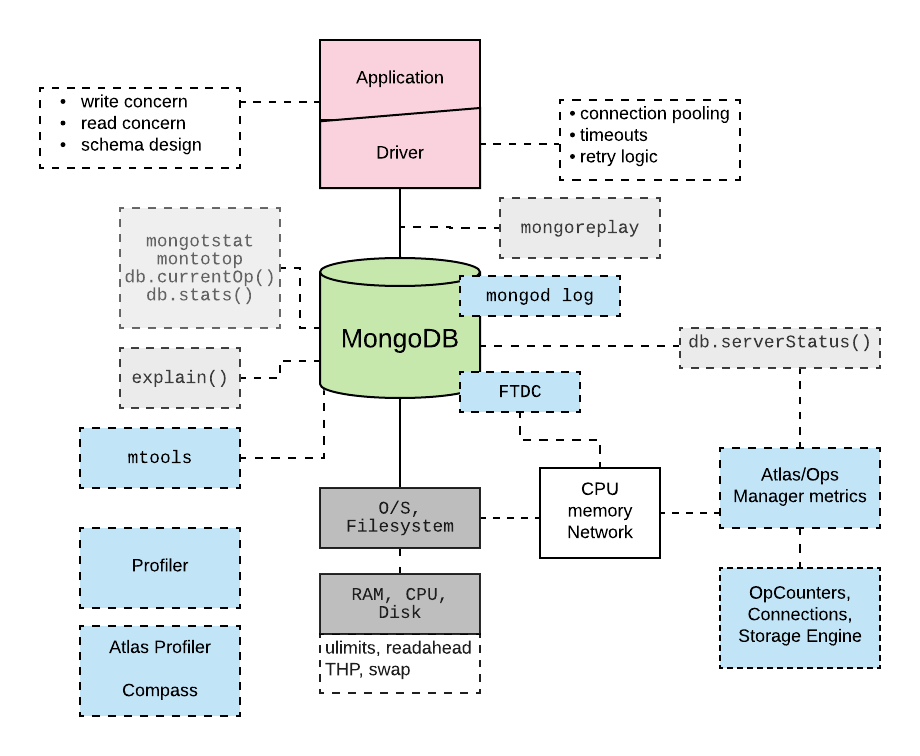 Application
• write concern
• read concern
• schema design
• connection pooling
• timeouts
• retry logic
Driver
mongotstat
montotop
db.currentOp()
db.stats()
mongoreplay
mongod log
MongoDB
db.serverStatus()
explain()
FTDC
mtools
O/S,
Filesystem
CPU
memory
Network
Atlas/Ops
Manager metrics
Profiler
RAM, CPU,
Disk
OpCounters,
Connections,
Storage Engine
ulimits, readahead
THP, swap
Atlas Profiler
Compass